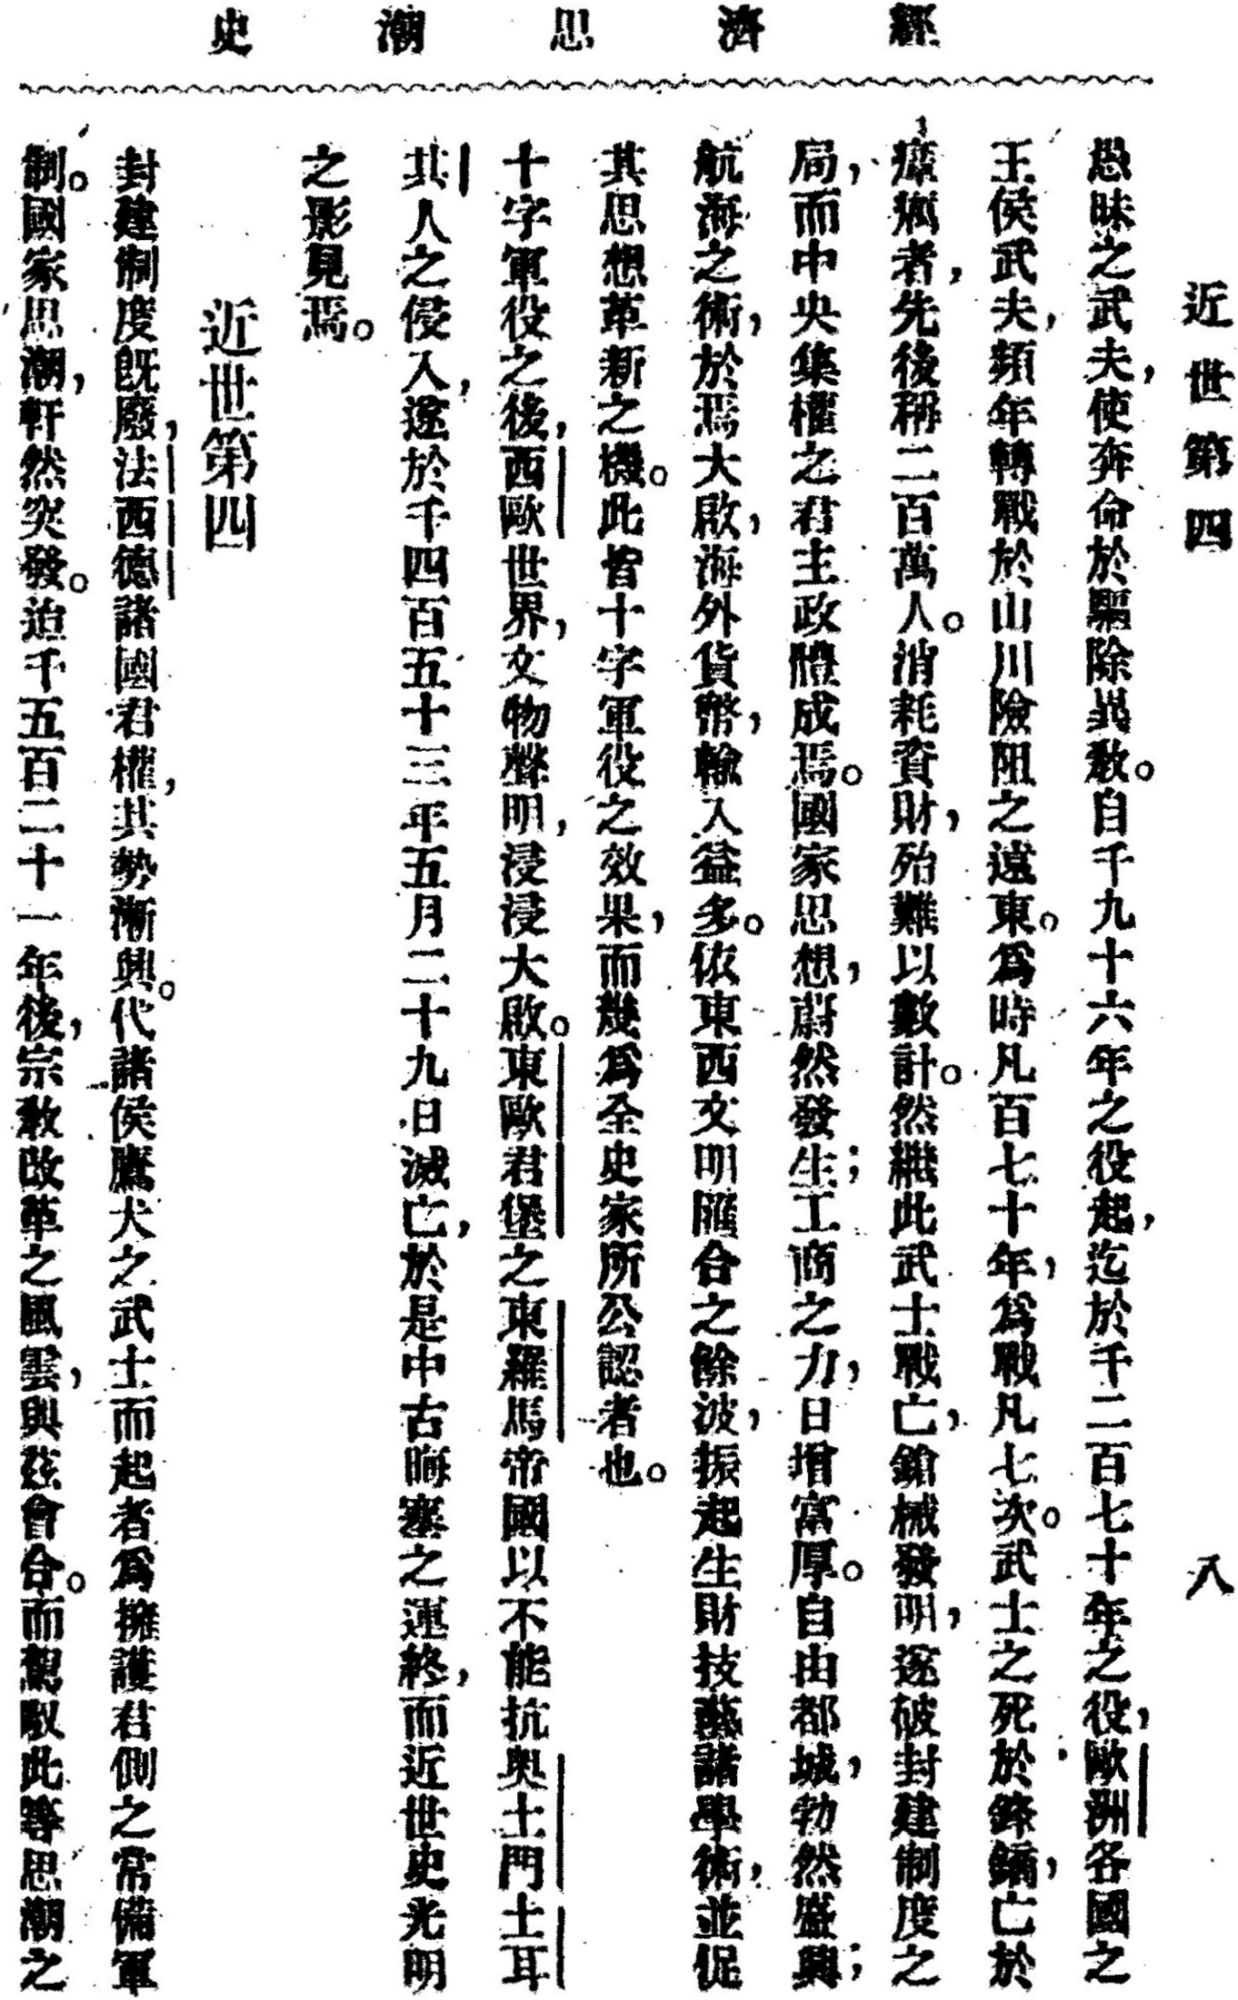 經濟思潮史
近世第四
八
愚昧之武夫，使奔命於驅除異敎。自千九十六年之役起，迄於千二百七十年之役，歐洲各國之
王侯武夫，頻年轉戰於山川險阻之遠東。爲時凡百七十年，爲戰凡七次。武士之死於鋒鏑，亡於
瘴癘者，先後稱二百萬人。消耗資財，殆難以數計。然繼此武士戰亡，鎗械發明，遂破封建制度之
局，而中央集權之君主政體成焉。國家思想，蔚然發生；工商之力，日增富厚。自由都城，勃然盛興；
航海之術，於焉大啟，海外貨幣，輸入益多。依東西文明匯合之餘波，振起生財技藝諸學術，並促
其思想革新之機。此皆十字軍役之效果，而幾爲全史家所公認者也。
十字軍役之後，西歐世界，文物聲明，浸浸大啟。東歐君堡之東羅馬帝國以不能抗奥土門土耳
其人之侵入，遂於千四百五十三年五月二十九日滅亡，於是中古晦塞之運終，而近世史光明
之影見焉。
近世第四
封建制度旣廢，法西德諸國君權，其勢漸興。代諸侯鷹犬之武士而起者爲擁護君側之常備軍
制。國家思潮，軒然突發。迨千五百二十一年後，宗敎改革之風雲，與茲會合。而駕馭此等思潮之